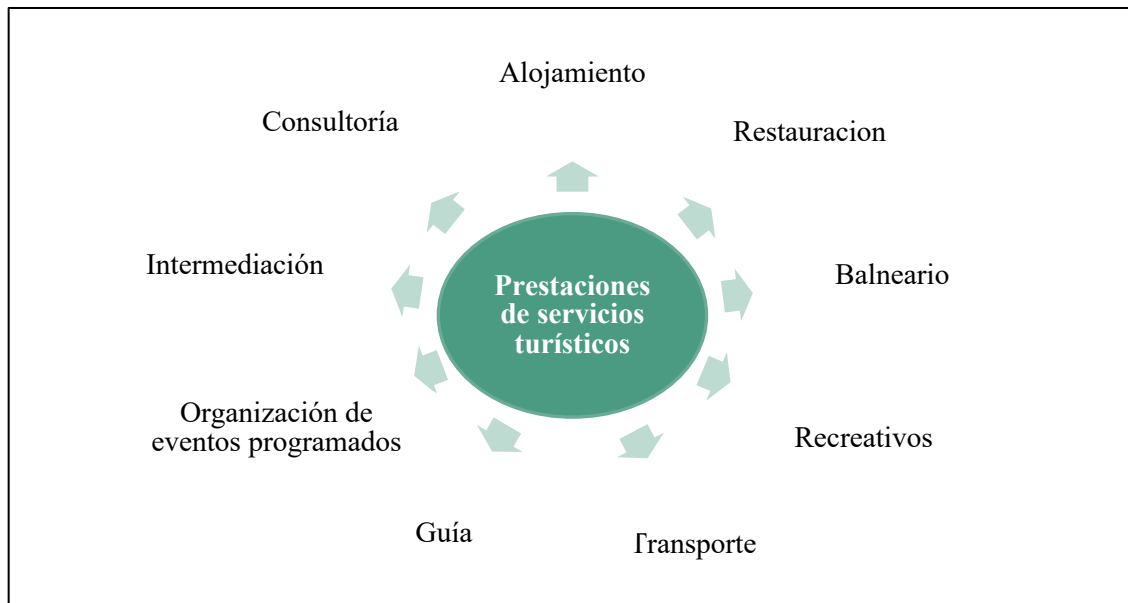 Alojamiento
Consultoría
Restauracion
Intermediación
Prestaciones
de servicios
turísticos
Balneario
Organización de
eventos programados
Recreativos
Guía
Transporte